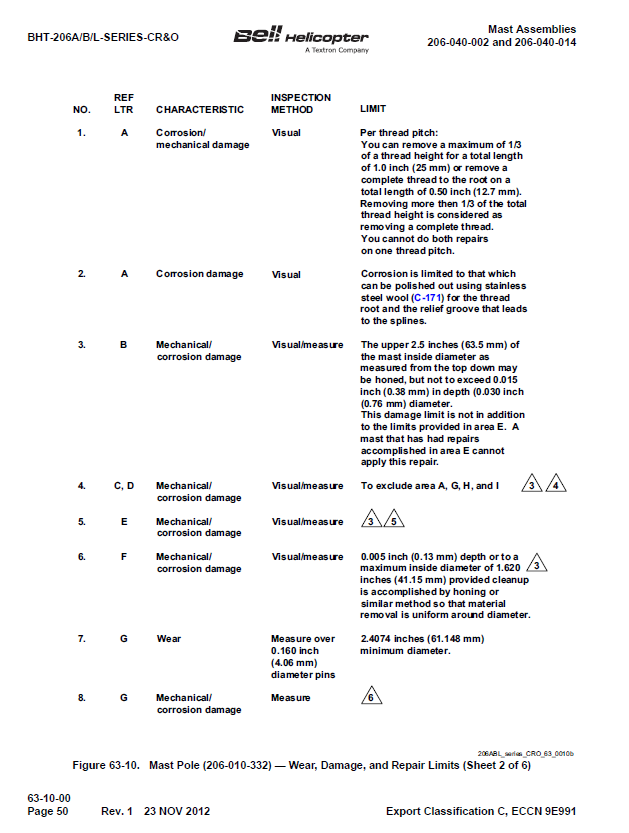 BHT-206A/B/L-SERIES-CR&O
Bell Helicopter
A Textron Company
Mast Assemblies
206-040-002 and 206-040-014
NO.
REF
LTR
CHARACTERISTIC
INSPECTION
METHOD
LIMIT
1.
A
Corrosion/
mechanical damage
Visual
Per thread pitch:
You can remove a maximum of 1/3
of a thread height for a total length
of 1.0 inch (25 mm) or remove a
complete thread to the root on a
total length of 0.50 inch (12.7 mm).
Removing more then 1/3 of the total
thread height is considered as
removing a complete thread.
You cannot do both repairs
on one thread pitch.
2.
A
Corrosion damage
Visual
Corrosion is limited to that which
can be polished out using stainless
steel wool (C-171) for the thread
root and the relief groove that leads
to the splines.
3.
B
Mechanical/
corrosion damage
Visual/measure
The upper 2.5 inches (63.5 mm) of
the mast inside diameter as
measured from the top down may
be honed, but not to exceed 0.015
inch (0.38 mm) in depth (0.030 inch
(0.76 mm) diameter.
This damage limit is not in addition
to the limits provided in area E. A
mast that has had repairs
accomplished in area E cannot
apply this repair.
4.
C, D
Mechanical/
corrosion damage
Visual/measure
To exclude area A, G, H, and I
3
4
5.
E
Mechanical/
corrosion damage
Visual/measure
3
5
6.
F
Mechanical/
corrosion damage
Visual/measure
0.005 inch (0.13 mm) depth or to a
maximum inside diameter of 1.620
inches (41.15 mm) provided cleanup
is accomplished by honing or
similar method so that material
removal is uniform around diameter.
3
7.
G
Wear
Measure over
0.160 inch
(4.06 mm)
diameter pins
2.4074 inches (61.148 mm)
minimum diameter.
8.
G
Mechanical/
corrosion damage
Measure
6
206ABL_series_CRO_63_0010b
Figure 63-10. Mast Pole (206-010-332) — Wear, Damage, and Repair Limits (Sheet 2 of 6)
63-10-00
Page 50
Rev. 1 23 NOV 2012
Export Classification C, ECCN 9E991